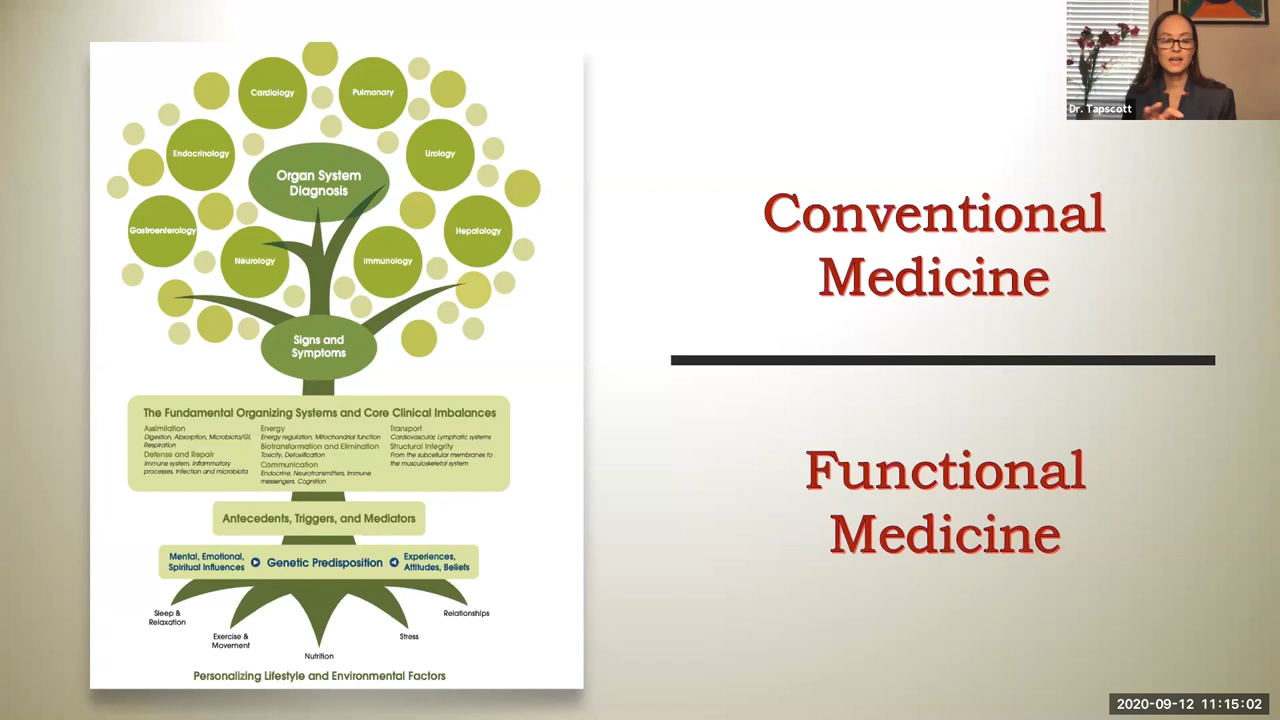 Cardiology
Pulmonary
Endocrinology
Urology
Organ System
Diagnosis
Gastroenterology
Hepatology
Neurology
Immunology
Signs and
Symptoms
The Fundamental Organizing Systems and Core Clinical Imbalances
Assimilation
Digestion, Absorption, Microbiota/GI,
Respiration
Defense and Repair
Immune system, Inflammatory
processes, Infection and microbiota
Energy
Energy regulation, Mitochondrial function
Biotransformation and Elimination
Toxicity, Detoxification
Communication
Endocrine, Neurotransmitters, Immune
messengers, Cognition
Transport
Cardiovascular, Lymphatic systems
Structural Integrity
From the subcellular membranes to
the musculoskeletal system
Antecedents, Triggers, and Mediators
Mental, Emotional,
Spiritual Influences
Genetic Predisposition
Experiences,
Attitudes, Beliefs
Sleep &
Relaxation
Exercise &
Movement
Nutrition
Stress
Relationships
Personalizing Lifestyle and Environmental Factors
Conventional
Medicine
Functional
Medicine
Dr. Tapscott
2020-09-12 11:15:02